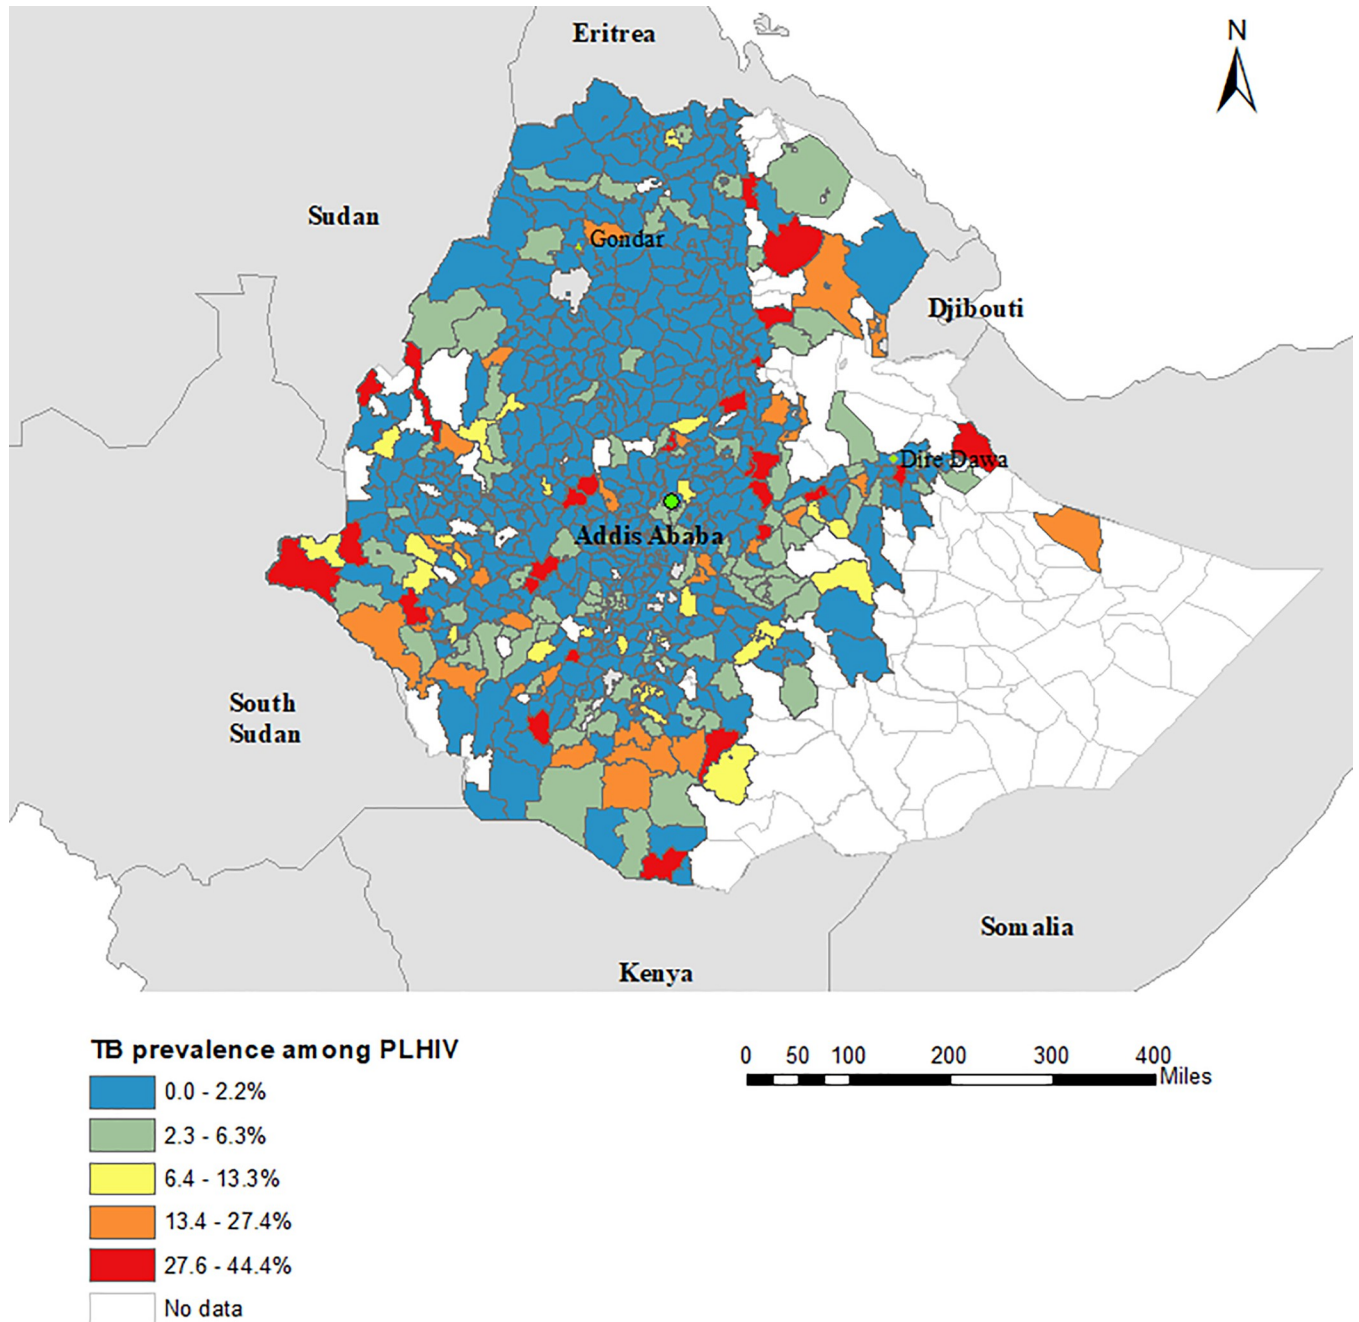 Eritrea
N
Sudan
Gondar
Djibouti
Dire Dawa
Addis Ababa
South
Sudan
Somalia
Kenya
TB prevalence among PLHIV
0.0 - 2.2%
2.3 - 6.3%
6.4 - 13.3%
13.4 - 27.4%
27.6 - 44.4%
No data
0 50 100 200 300 400
Miles